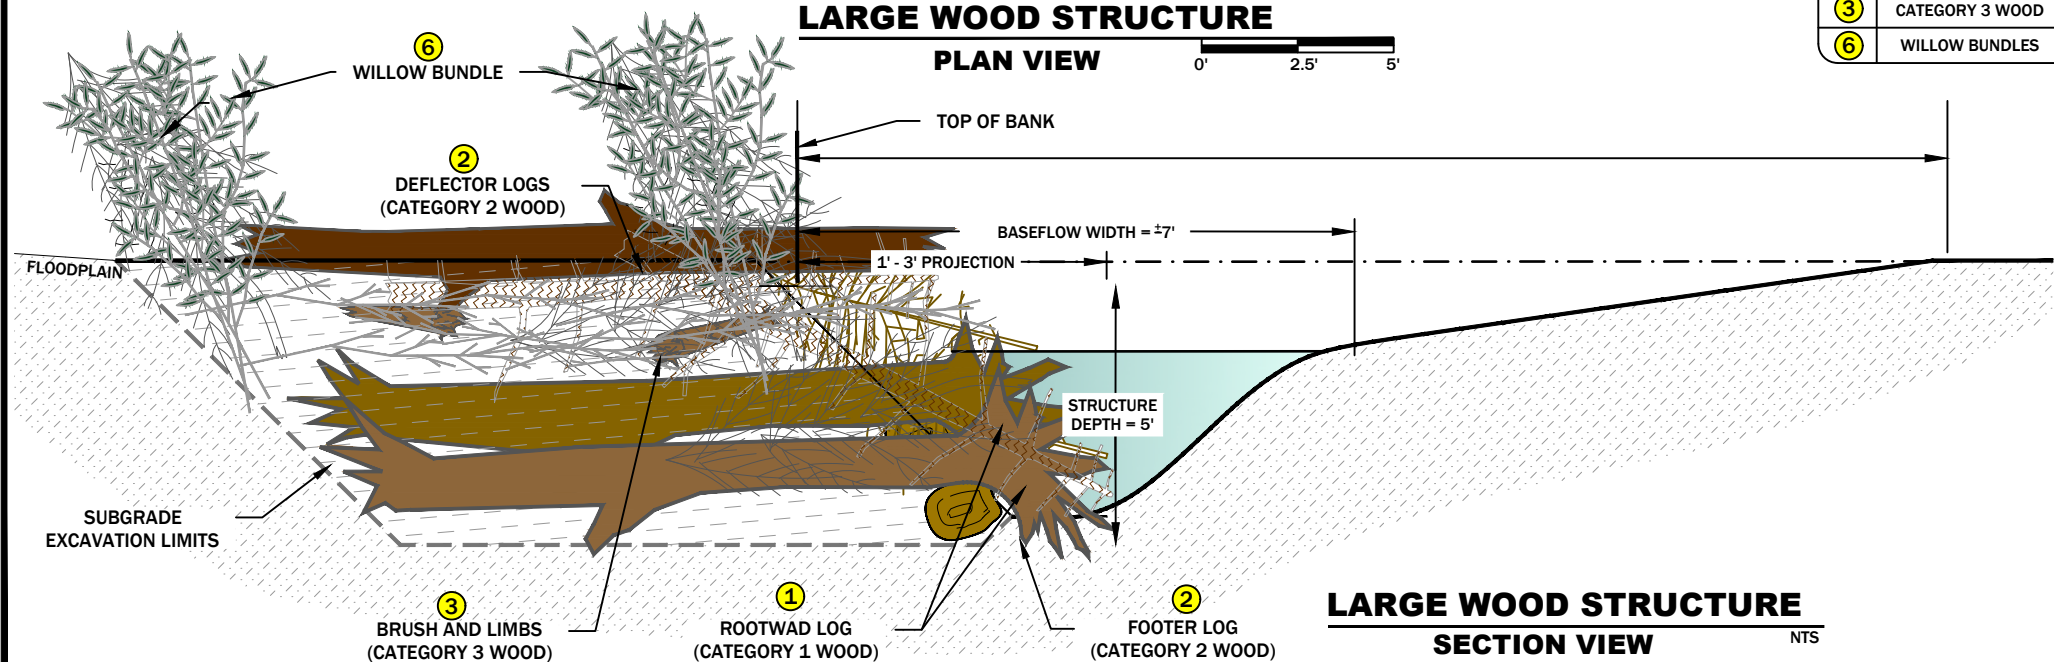 LARGE WOOD STRUCTURE
PLAN VIEW
0' 2.5' 5'
3 CATEGORY 3 WOOD
6 WILLOW BUNDLES
6
WILLOW BUNDLE
TOP OF BANK
2
DEFLECTOR LOGS
(CATEGORY 2 WOOD)
BASEFLOW WIDTH = ±7'
1' - 3' PROJECTION
FLOODPLAIN
STRUCTURE
DEPTH = 5'
SUBGRADE
EXCAVATION LIMITS
3
BRUSH AND LIMBS
(CATEGORY 3 WOOD)
1
ROOTWAD LOG
(CATEGORY 1 WOOD)
2
FOOTER LOG
(CATEGORY 2 WOOD)
LARGE WOOD STRUCTURE
SECTION VIEW
NTS